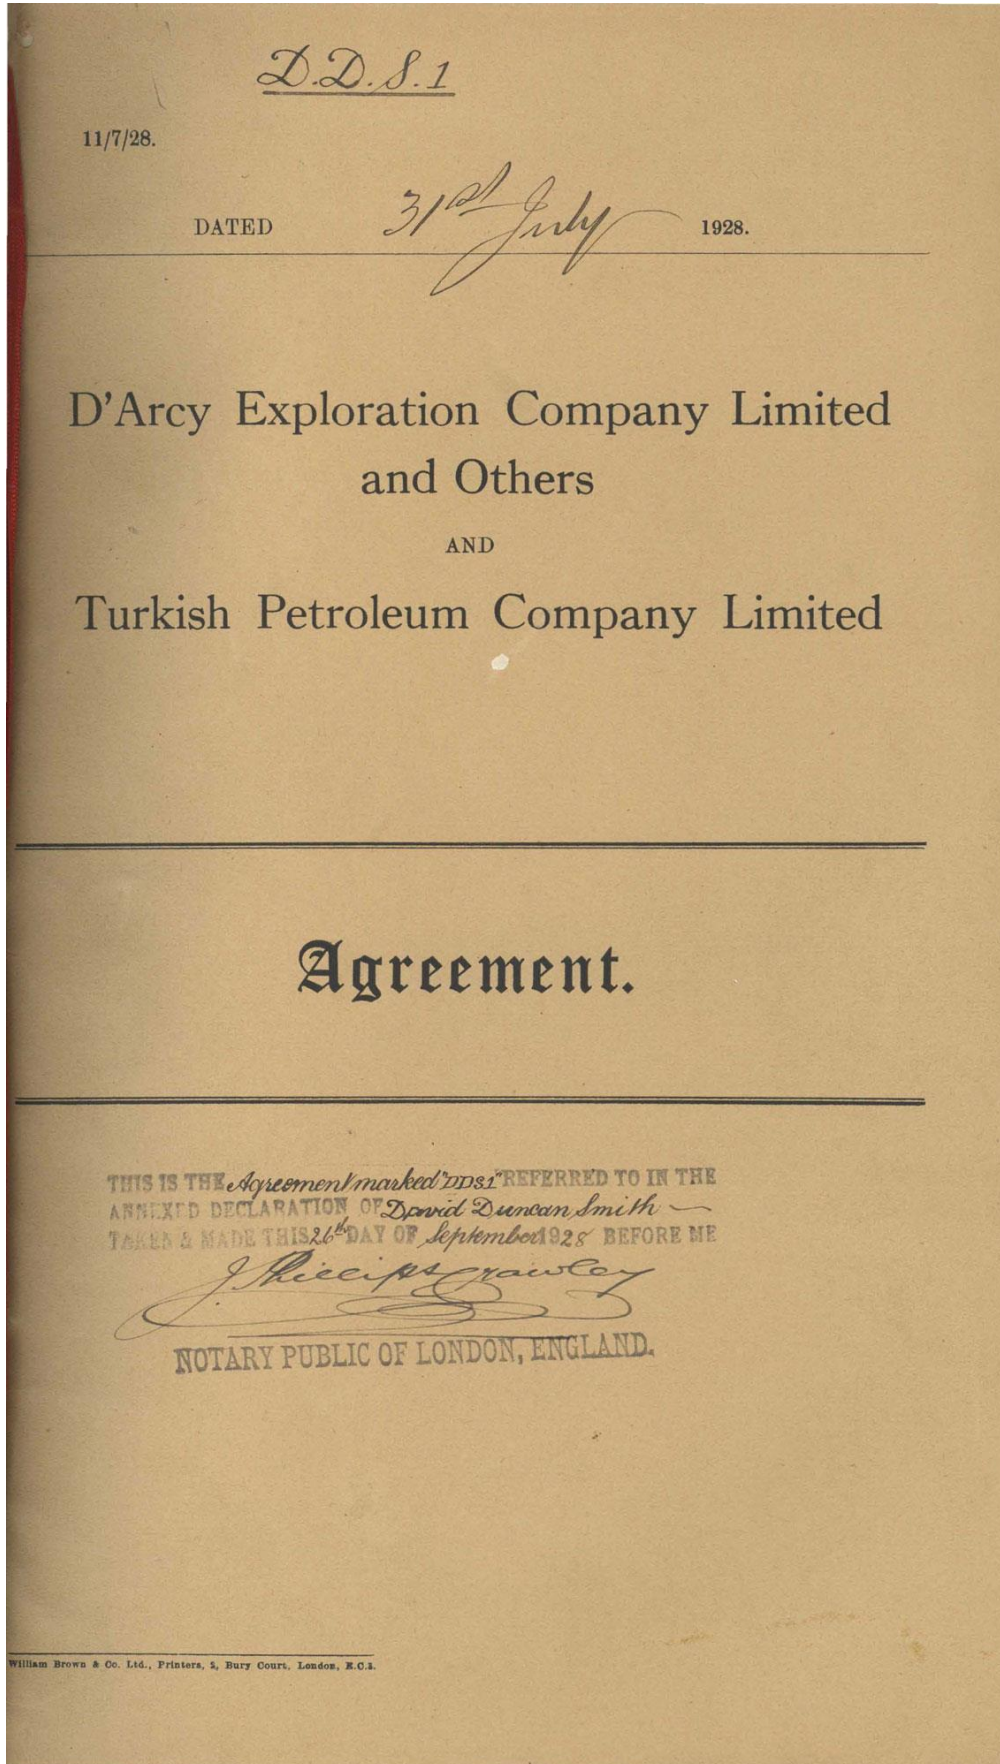 D.D.S.1
11/7/28.
DATED 31st July 1928.
D'Arcy Exploration Company Limited
and Others
AND
Turkish Petroleum Company Limited
Agreement.
THIS IS THE Agreement marked "DDS1" REFERRED TO IN THE
ANNEXED DECLARATION OF David Duncan Smith —
TAKEN & MADE THIS 26th DAY OF September 1928 BEFORE ME
J Phillips Crawley
NOTARY PUBLIC OF LONDON, ENGLAND.
William Brown & Co. Ltd., Printers, 5, Bury Court, London, E.C.3.